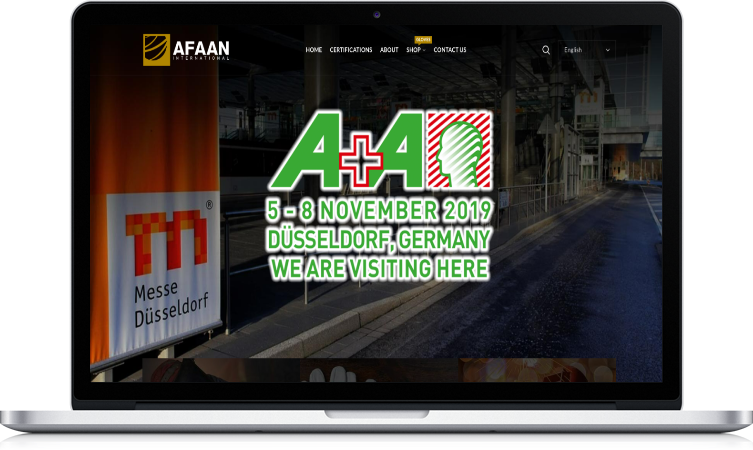 AFAAN
INTERNATIONAL
HOME CERTIFICATIONS ABOUT SHOP CONTACT US
GLOVES
English
A+A
5 - 8 NOVEMBER 2019
DÜSSELDORF, GERMANY
WE ARE VISITING HERE
®
Messe
Düsseldorf